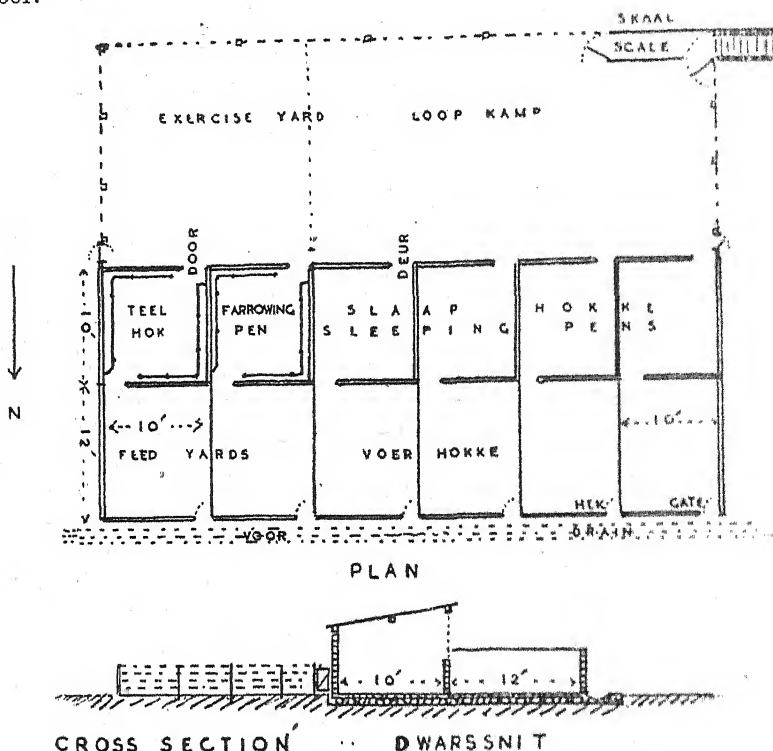 SKAAL
SCALE
EXERCISE YARD LOOP KAMP
DOOR
DEUR
TEEL
HOK
FARROWING
PEN
SLAAP HOKKE
SLEEPING PENS
10'
N
12'
10'
10'
FEED YARDS VOER HOKKE
HEK GATE
VOOR DRAIN
PLAN
10' 12'
CROSS SECTION DWARSSNIT